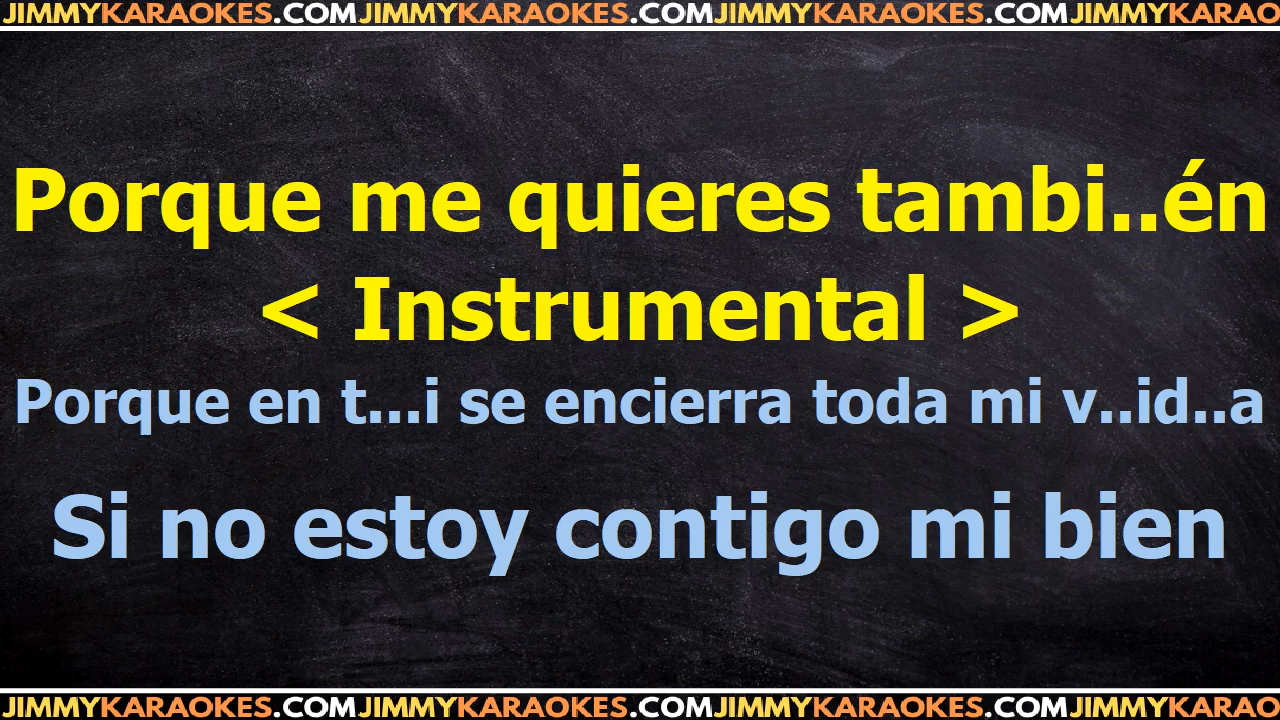 JIMMYKARAOKES.COMJIMMYKARAOKES.COMJIMMYKARAOKES.COMJIMMYKARAO
Porque me quieres tambi..én
< Instrumental >
Porque en t...i se encierra toda mi v..id..a
Si no estoy contigo mi bien
JIMMYKARAOKES.COMJIMMYKARAOKES.COMJIMMYKARAOKES.COMJIMMYKARAO